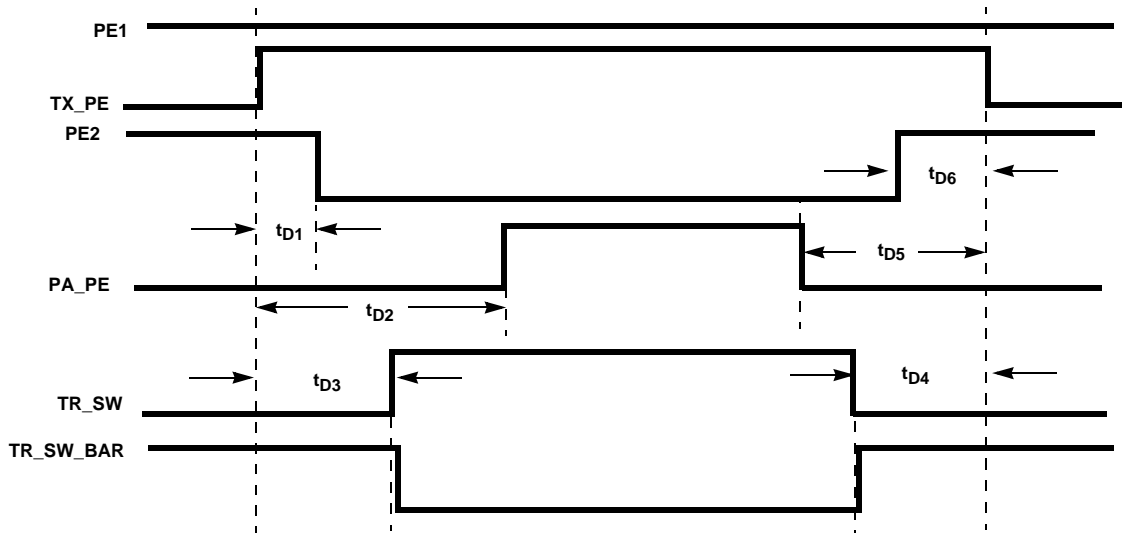 PE1
TX_PE
PE2
tD6
tD1
tD5
PA_PE
tD2
tD3
tD4
TR_SW
TR_SW_BAR